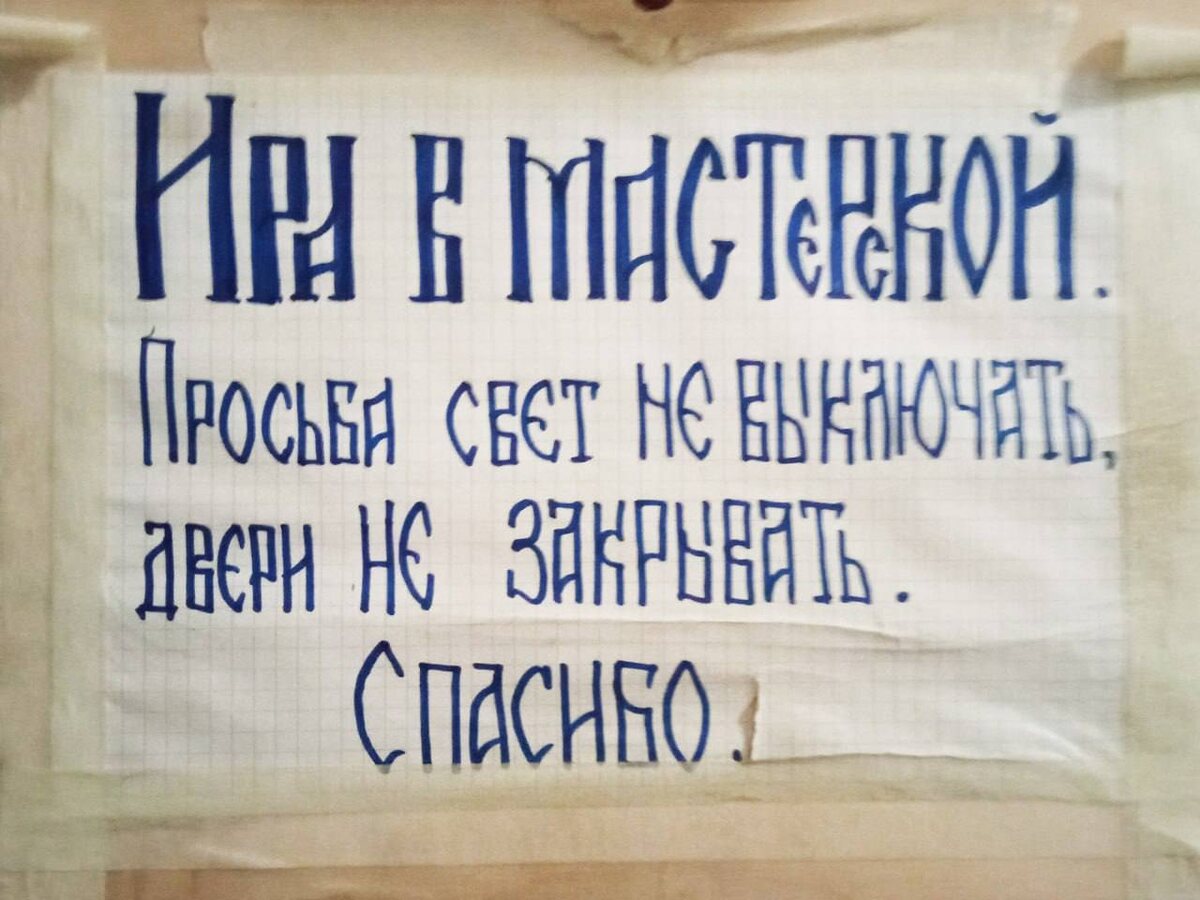 Ира в мастерской.
Просьба свет не выключать,
двери не закрывать.
Спасибо.